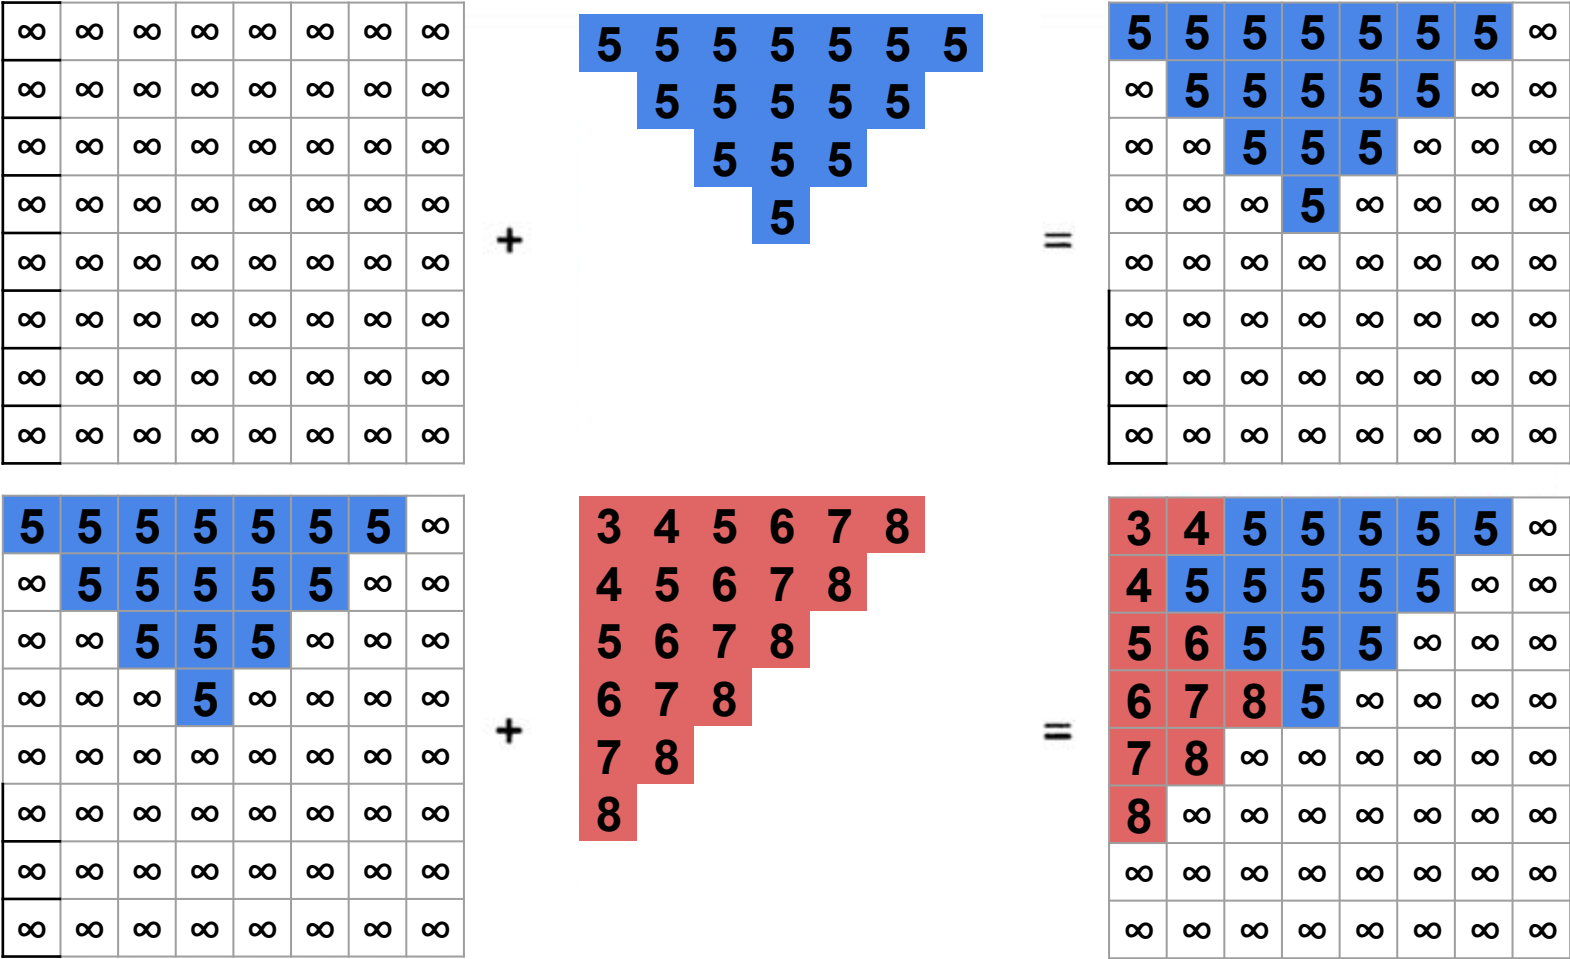 ∞ ∞ ∞ ∞ ∞ ∞ ∞ ∞
∞ ∞ ∞ ∞ ∞ ∞ ∞ ∞
∞ ∞ ∞ ∞ ∞ ∞ ∞ ∞
∞ ∞ ∞ ∞ ∞ ∞ ∞ ∞
∞ ∞ ∞ ∞ ∞ ∞ ∞ ∞
∞ ∞ ∞ ∞ ∞ ∞ ∞ ∞
∞ ∞ ∞ ∞ ∞ ∞ ∞ ∞
∞ ∞ ∞ ∞ ∞ ∞ ∞ ∞
+
5 5 5 5 5 5 5
5 5 5 5 5
5 5 5
5
=
5 5 5 5 5 5 5 ∞
∞ 5 5 5 5 5 ∞ ∞
∞ ∞ 5 5 5 ∞ ∞ ∞
∞ ∞ ∞ 5 ∞ ∞ ∞ ∞
∞ ∞ ∞ ∞ ∞ ∞ ∞ ∞
∞ ∞ ∞ ∞ ∞ ∞ ∞ ∞
∞ ∞ ∞ ∞ ∞ ∞ ∞ ∞
∞ ∞ ∞ ∞ ∞ ∞ ∞ ∞
5 5 5 5 5 5 5 ∞
∞ 5 5 5 5 5 ∞ ∞
∞ ∞ 5 5 5 ∞ ∞ ∞
∞ ∞ ∞ 5 ∞ ∞ ∞ ∞
∞ ∞ ∞ ∞ ∞ ∞ ∞ ∞
∞ ∞ ∞ ∞ ∞ ∞ ∞ ∞
∞ ∞ ∞ ∞ ∞ ∞ ∞ ∞
∞ ∞ ∞ ∞ ∞ ∞ ∞ ∞
+
3 4 5 6 7 8
4 5 6 7 8
5 6 7 8
6 7 8
7 8
8
=
3 4 5 5 5 5 5 ∞
4 5 5 5 5 5 ∞ ∞
5 6 5 5 5 ∞ ∞ ∞
6 7 8 5 ∞ ∞ ∞ ∞
7 8 ∞ ∞ ∞ ∞ ∞ ∞
8 ∞ ∞ ∞ ∞ ∞ ∞ ∞
∞ ∞ ∞ ∞ ∞ ∞ ∞ ∞
∞ ∞ ∞ ∞ ∞ ∞ ∞ ∞